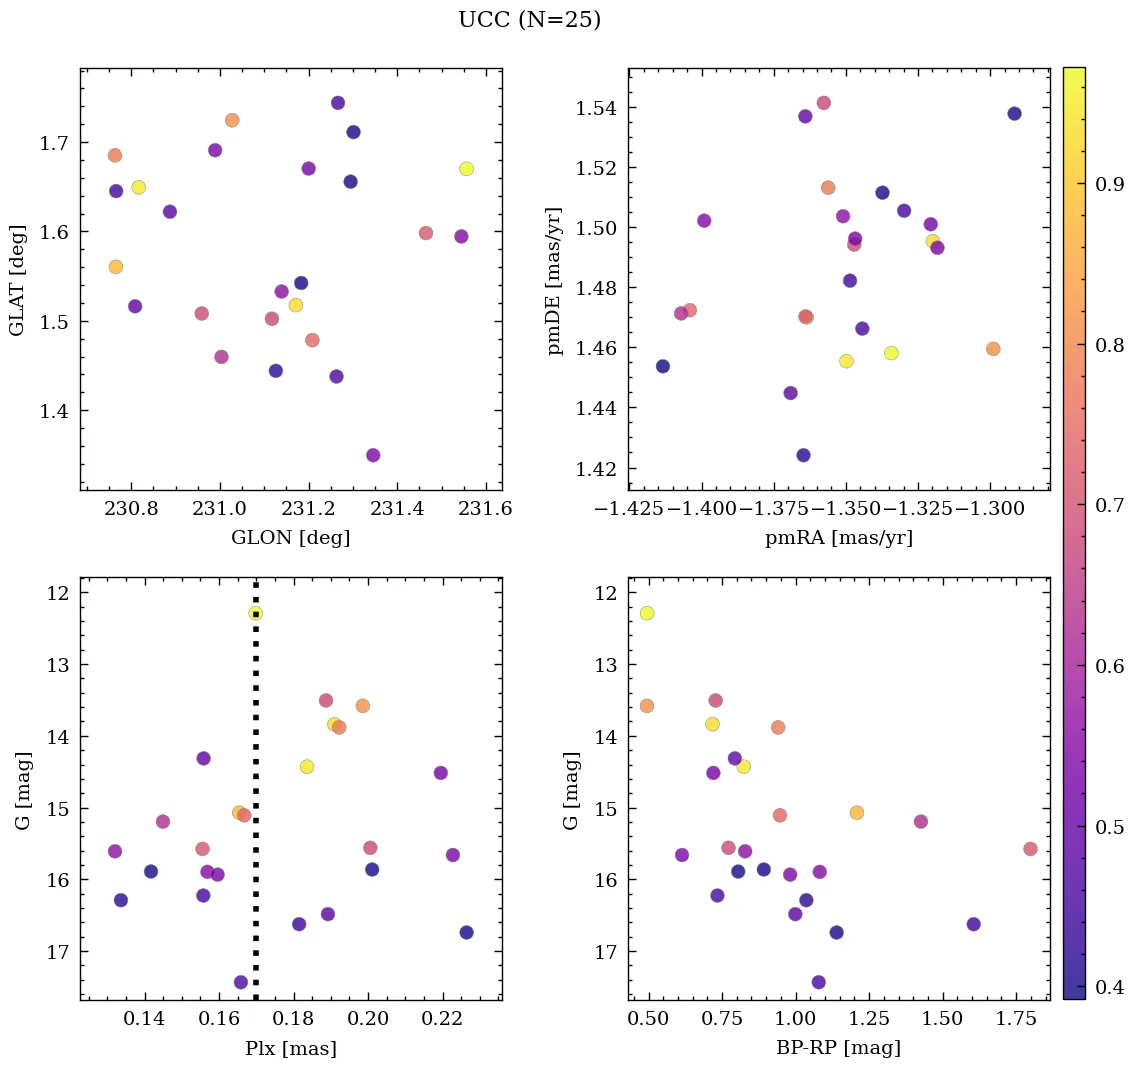 UCC (N=25)
1.7
1.6
1.5
1.4
GLAT [deg]
230.8 231.0 231.2 231.4 231.6
GLON [deg]
1.54
1.52
1.50
1.48
1.46
1.44
1.42
pmDE [mas/yr]
−1.425 −1.400 −1.375 −1.350 −1.325 −1.300
pmRA [mas/yr]
12
13
14
15
16
17
G [mag]
0.14 0.16 0.18 0.20 0.22
Plx [mas]
12
13
14
15
16
17
G [mag]
0.50 0.75 1.00 1.25 1.50 1.75
BP-RP [mag]
0.9
0.8
0.7
0.6
0.5
0.4